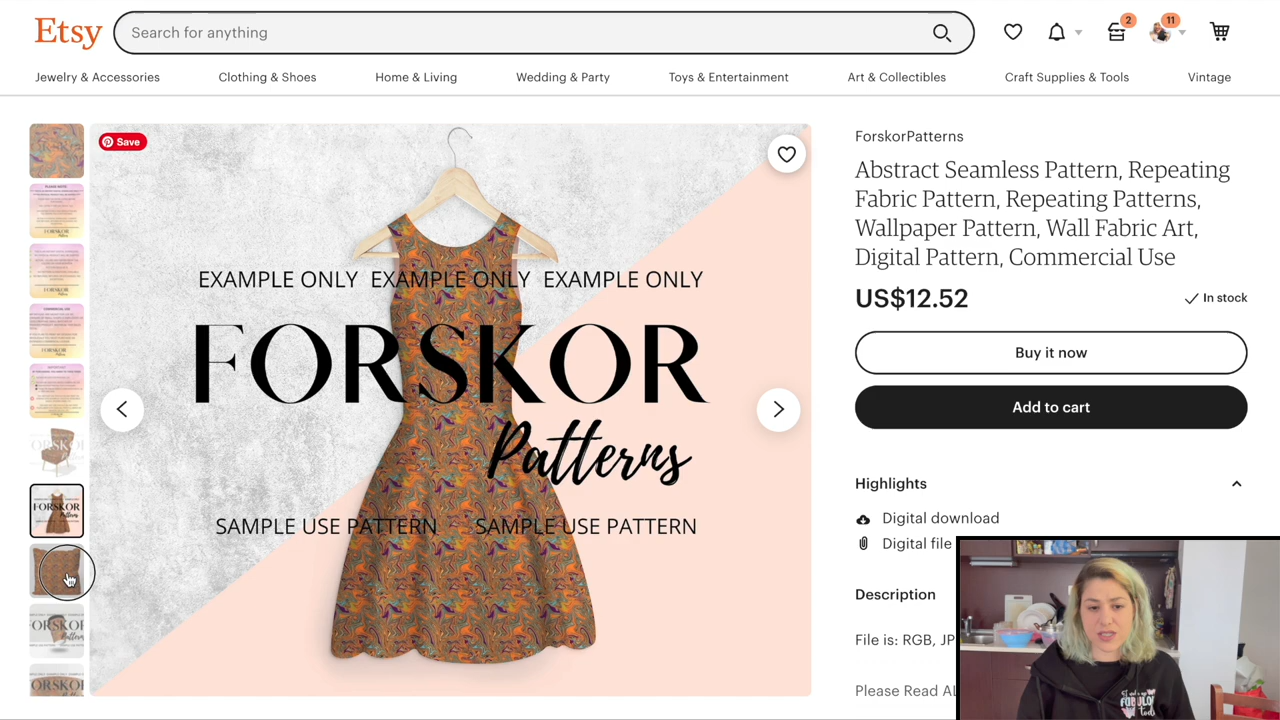 Etsy
Search for anything
2
11
Jewelry & Accessories
Clothing & Shoes
Home & Living
Wedding & Party
Toys & Entertainment
Art & Collectibles
Craft Supplies & Tools
Vintage
Save
EXAMPLE ONLY EXAMPLE ONLY EXAMPLE ONLY
FORSKOR
Patterns
SAMPLE USE PATTERN SAMPLE USE PATTERN
ForskorPatterns
Abstract Seamless Pattern, Repeating
Fabric Pattern, Repeating Patterns,
Wallpaper Pattern, Wall Fabric Art,
Digital Pattern, Commercial Use
US$12.52
In stock
Buy it now
Add to cart
Highlights
Digital download
Digital file
Description
File is: RGB, JP
Please Read AL